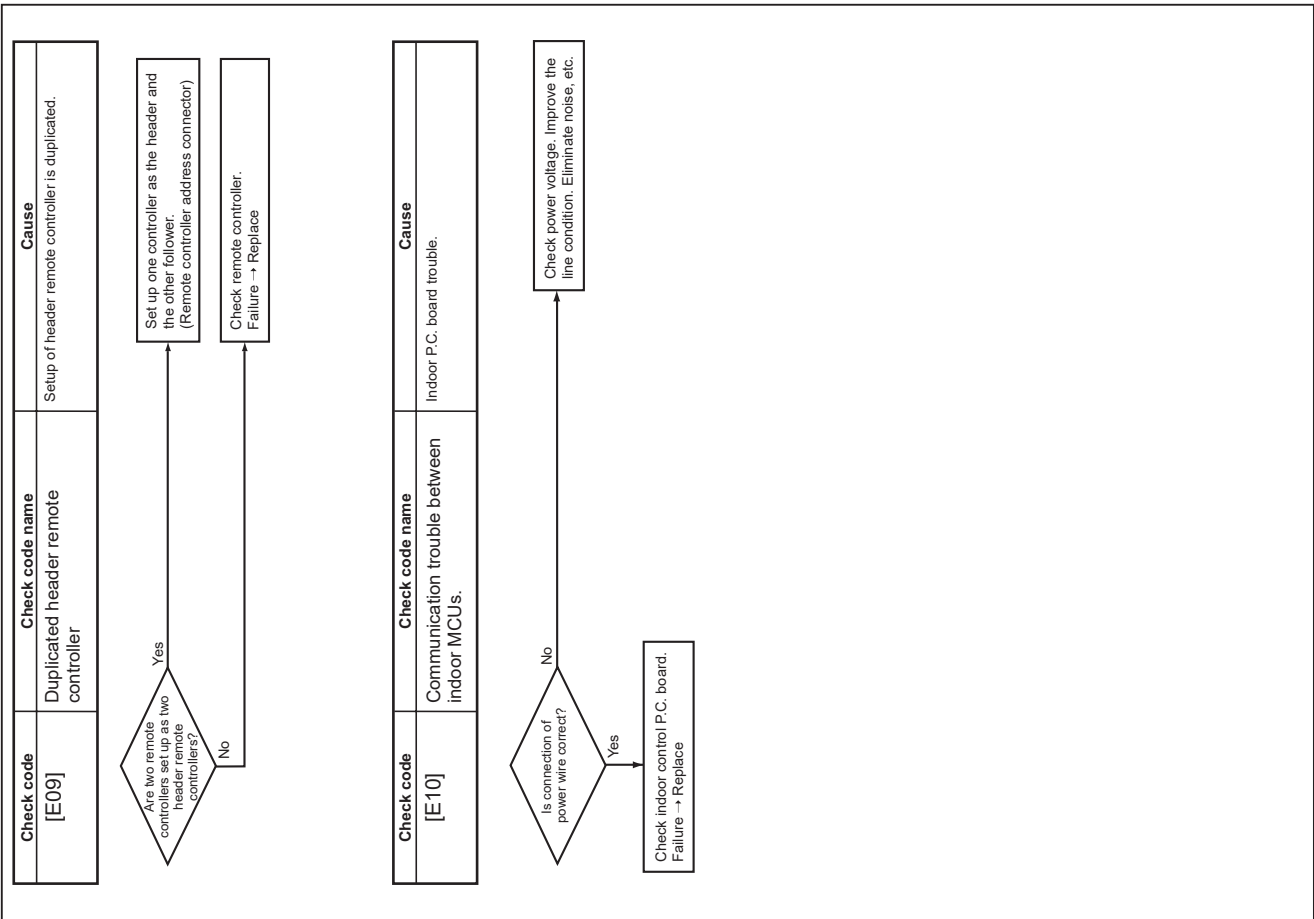 Check code
Check code name
Cause
[E09]
Duplicated header remote
controller
Setup of header remote controller is duplicated.
Are two remote
controllers set up as two
header remote
controllers?
Yes
Set up one controller as the header and
the other follower.
(Remote controller address connector)
No
Check remote controller.
Failure → Replace
Check code
Check code name
Cause
[E10]
Communication trouble between
indoor MCUs.
Indoor P.C. board trouble.
Is connection of
power wire correct?
No
Check power voltage. Improve the
line condition. Eliminate noise, etc.
Yes
Check indoor control P.C. board.
Failure → Replace